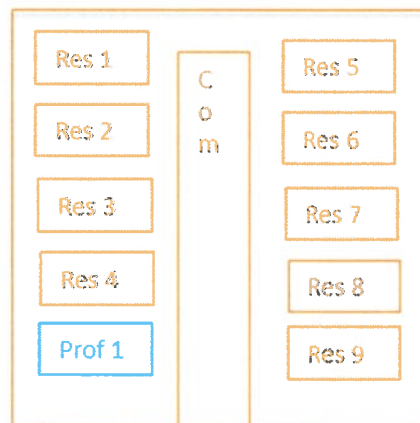 Res 1
Res 2
Res 3
Res 4
Prof 1
C
o
m
Res 5
Res 6
Res 7
Res 8
Res 9